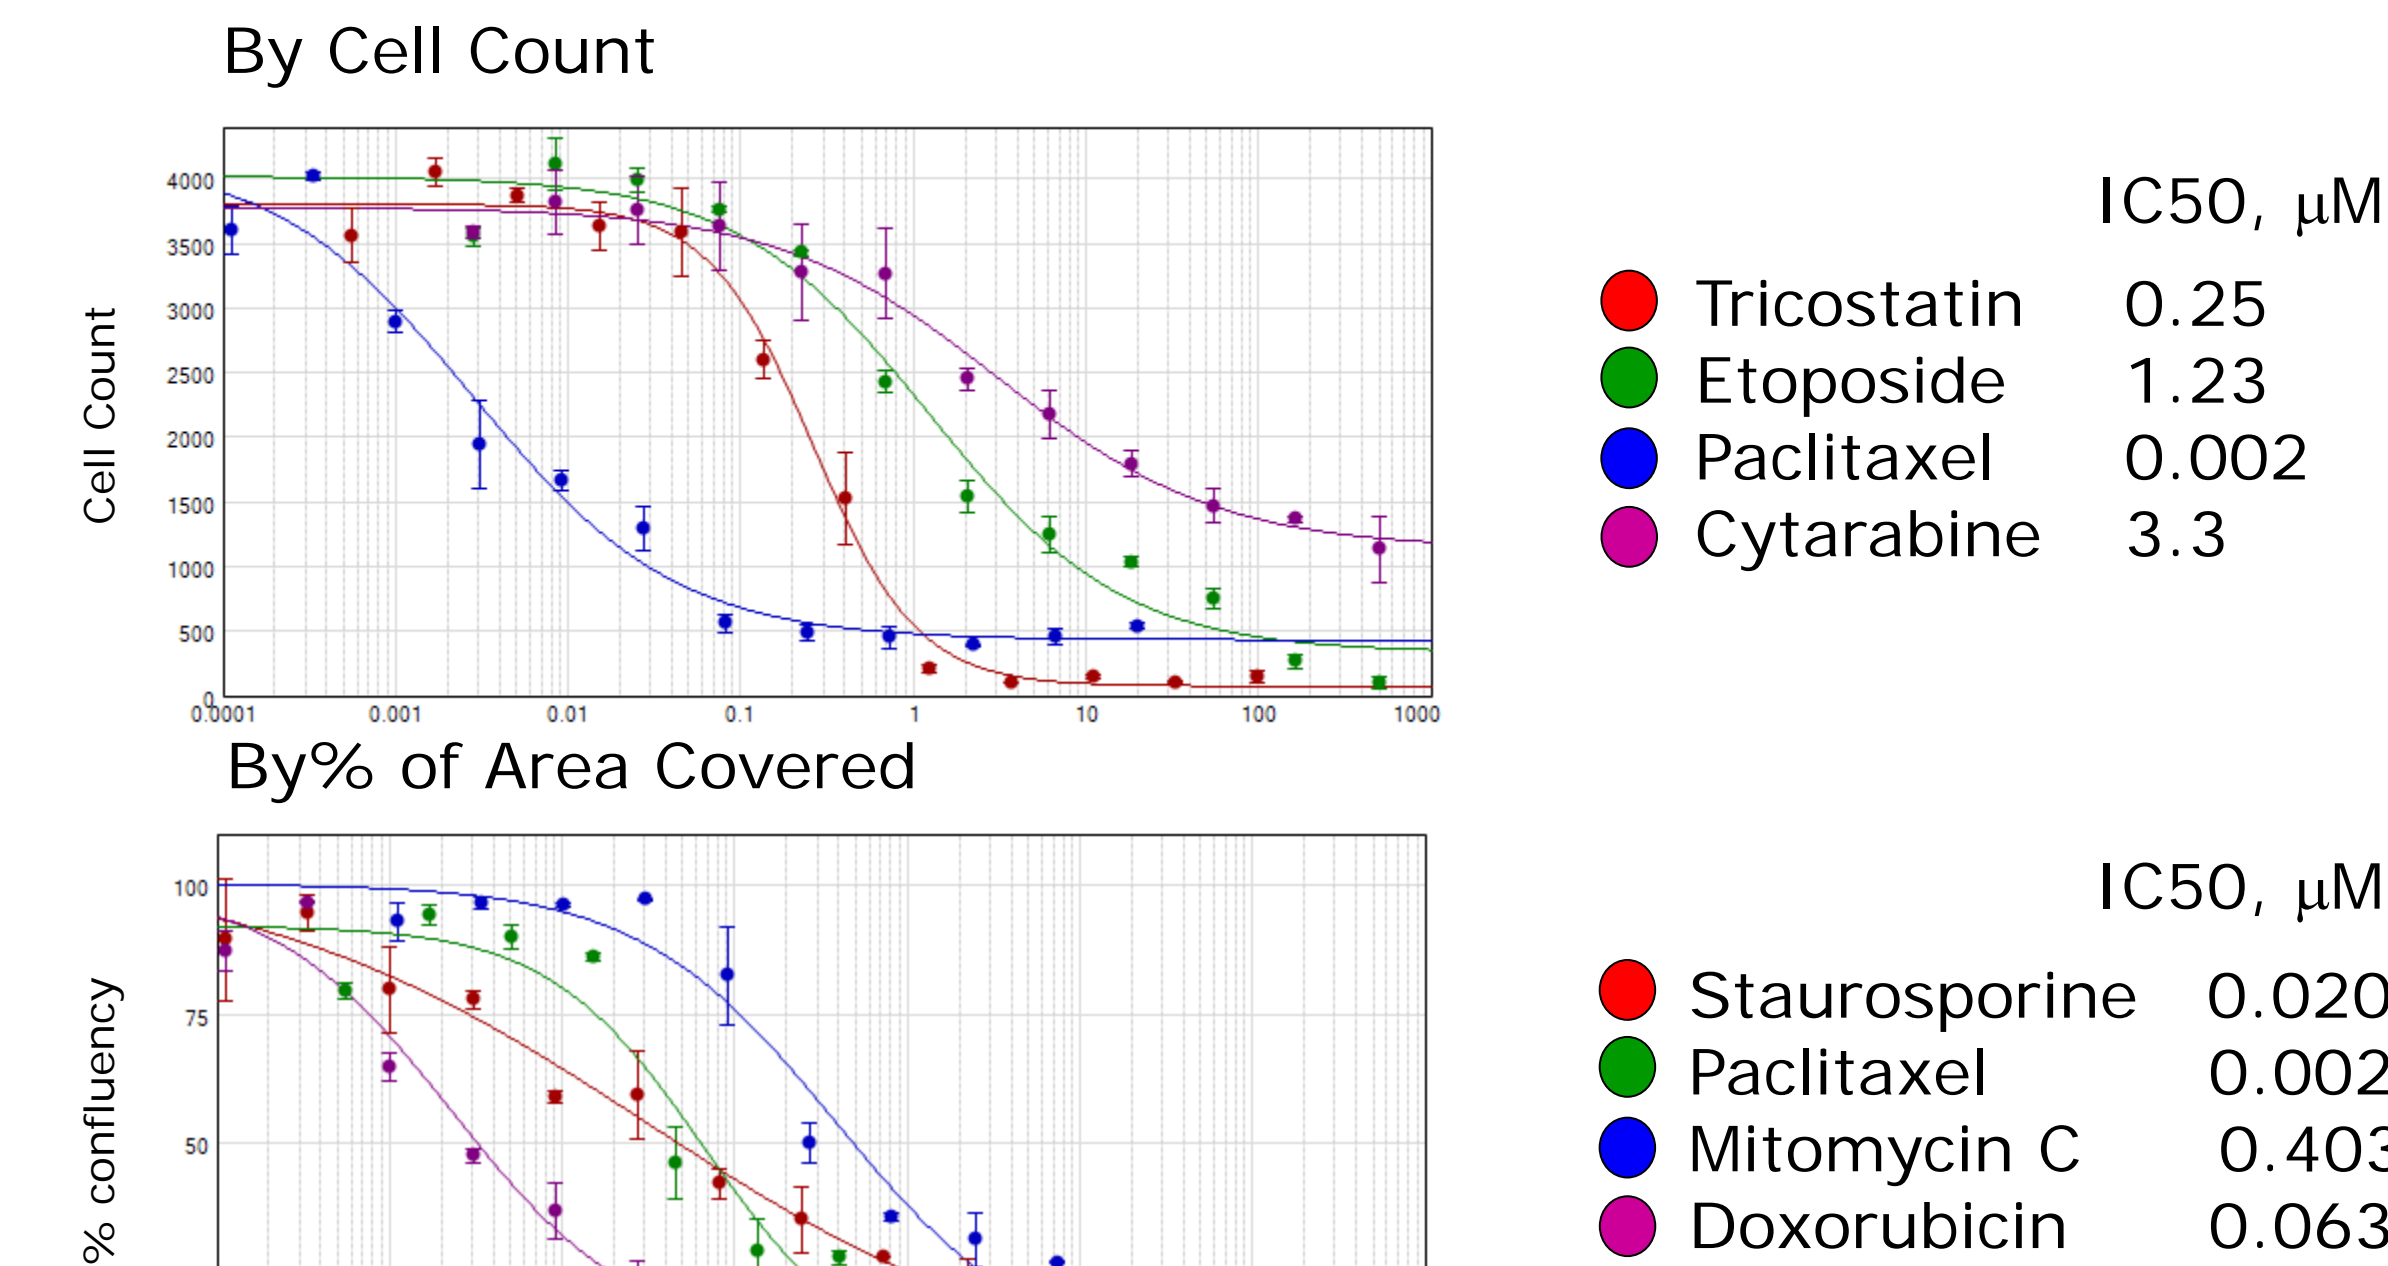 By Cell Count
4000
3500
3000
2500
2000
1500
1000
500
0
Cell Count
0.0001 0.001 0.01 0.1 1 10 100 1000
IC50, μM
Tricostatin 0.25
Etoposide 1.23
Paclitaxel 0.002
Cytarabine 3.3
By% of Area Covered
100
75
50
% confluency
IC50, μM
Staurosporine 0.020
Paclitaxel 0.002
Mitomycin C 0.403
Doxorubicin 0.063